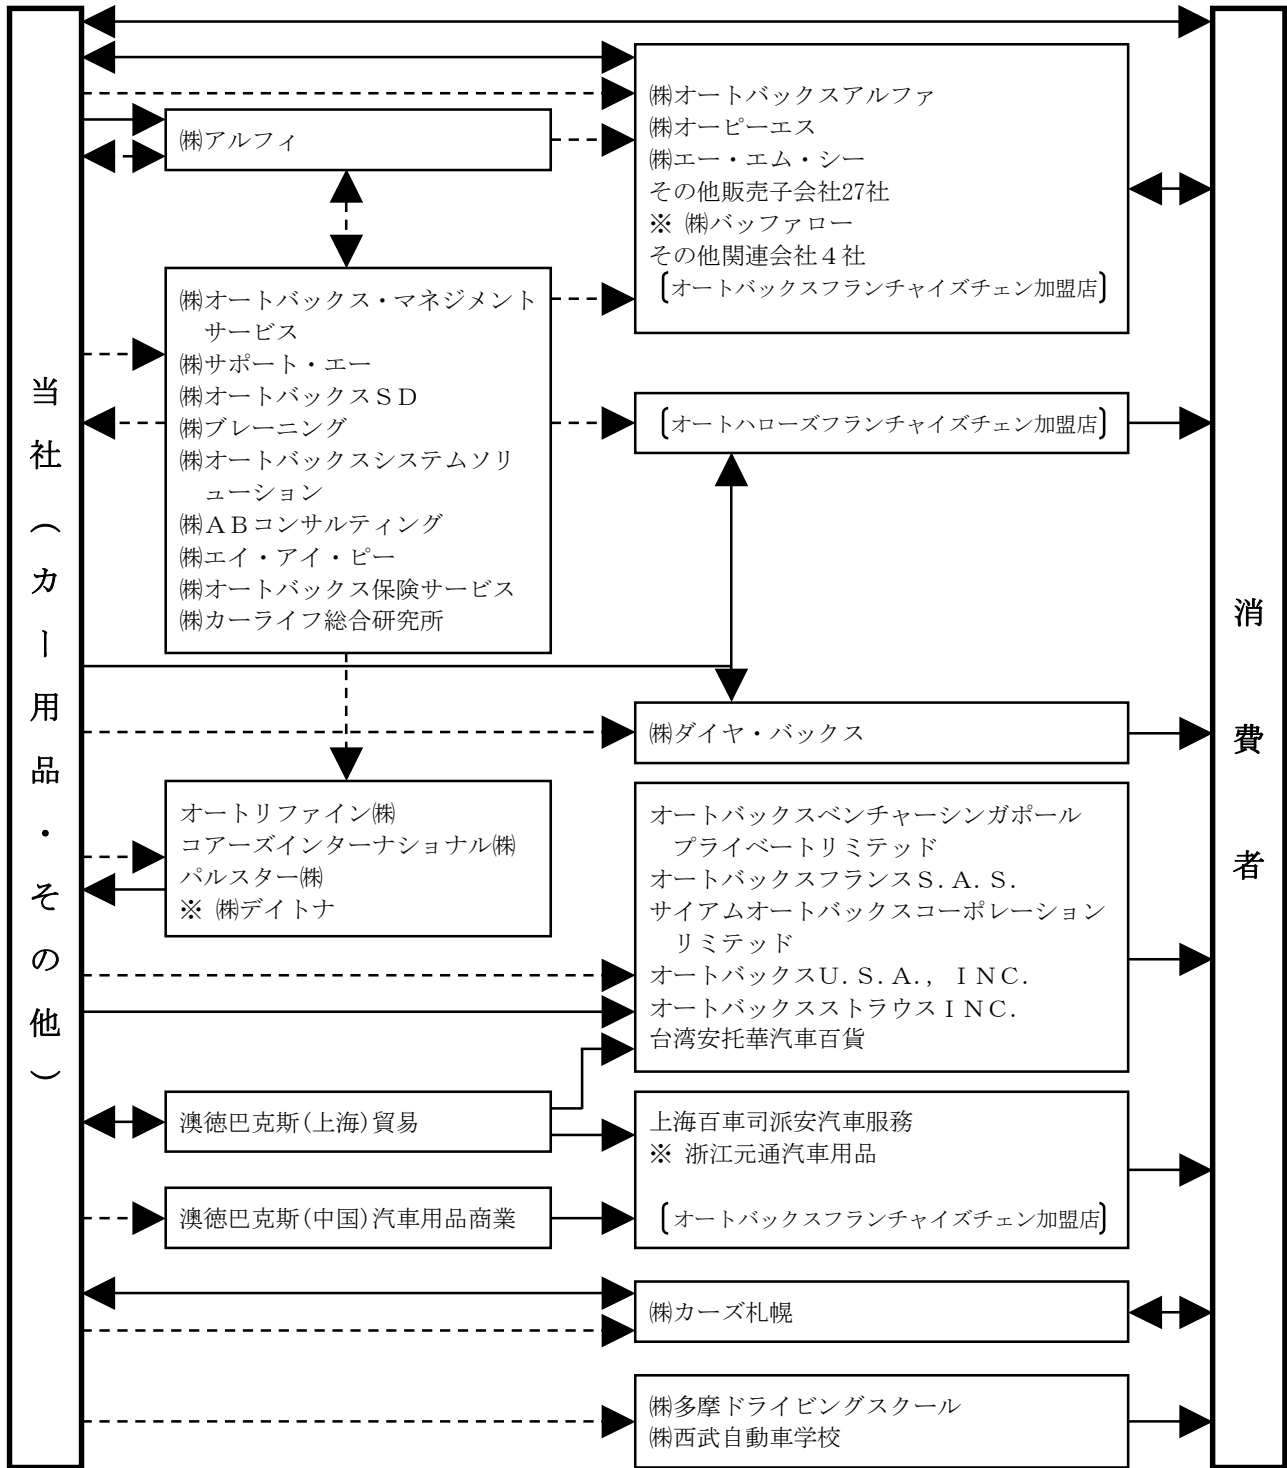 当社（カー用品・その他）
㈱アルフィ
㈱オートバックス・マネジメント
サービス
㈱サポート・エー
㈱オートバックスＳＤ
㈱ブレーニング
㈱オートバックスシステムソリ
ューション
㈱ＡＢコンサルティング
㈱エイ・アイ・ピー
㈱オートバックス保険サービス
㈱カーライフ総合研究所
オートリファイン㈱
コアーズインターナショナル㈱
パルスター㈱
※ ㈱デイトナ
澳徳巴克斯(上海)貿易
澳徳巴克斯(中国)汽車用品商業
㈱オートバックスアルファ
㈱オーピーエス
㈱エー・エム・シー
その他販売子会社27社
※ ㈱バッファロー
その他関連会社４社
〔オートバックスフランチャイズチェン加盟店〕
〔オートハローズフランチャイズチェン加盟店〕
㈱ダイヤ・バックス
オートバックスベンチャーシンガポール
プライベートリミテッド
オートバックスフランスＳ.Ａ.Ｓ.
サイアムオートバックスコーポレーション
リミテッド
オートバックスＵ.Ｓ.Ａ.，ＩＮＣ.
オートバックスストラウスＩＮＣ.
台湾安托華汽車百貨
上海百車司派安汽車服務
※ 浙江元通汽車用品
〔オートバックスフランチャイズチェン加盟店〕
㈱カーズ札幌
㈱多摩ドライビングスクール
㈱西武自動車学校
消費者